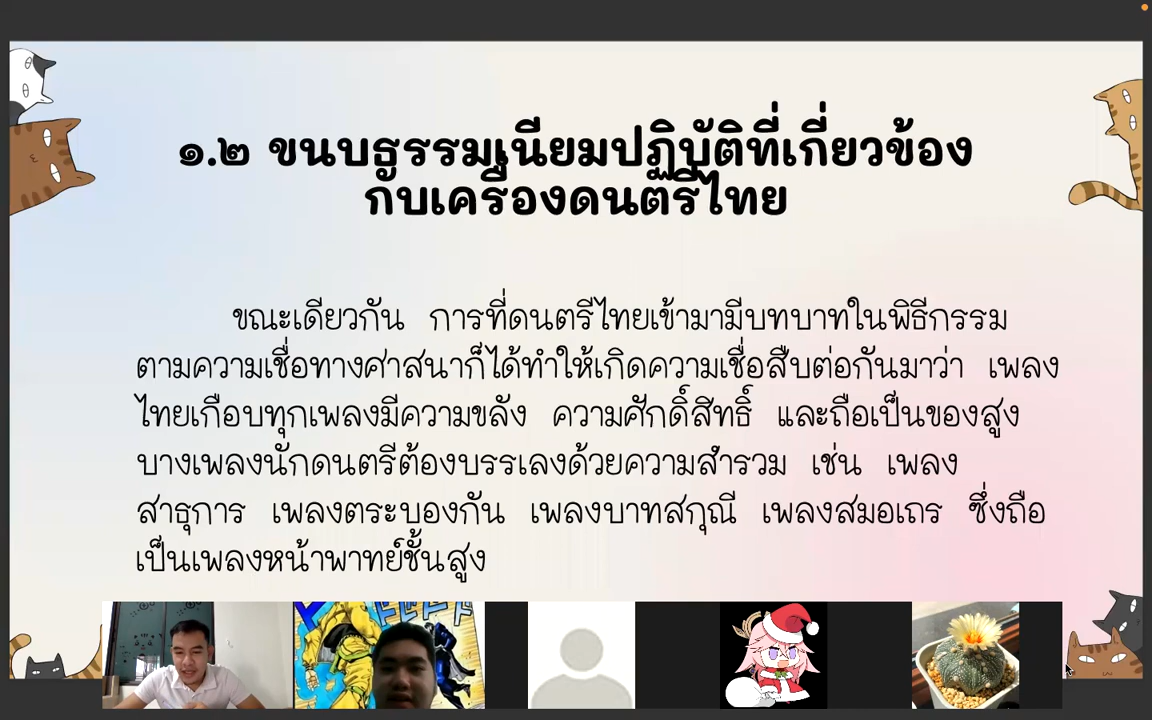 ๑.๒ ขนบธรรมเนียมปฏิบัติที่เกี่ยวข้อง
กับเครื่องดนตรีไทย
ขณะเดียวกัน การที่ดนตรีไทยเข้ามามีบทบาทในพิธีกรรม
ตามความเชื่อทางศาสนาก็ได้ทำให้เกิดความเชื่อสืบต่อกันมาว่า เพลง
ไทยเกือบทุกเพลงมีความขลัง ความศักดิ์สิทธิ์ และถือเป็นของสูง
บางเพลงนักดนตรีต้องบรรเลงด้วยความสำรวม เช่น เพลง
สาธุการ เพลงตระบองกัน เพลงบาทสกุณี เพลงสมอเถร ซึ่งถือ
เป็นเพลงหน้าพาทย์ชั้นสูง